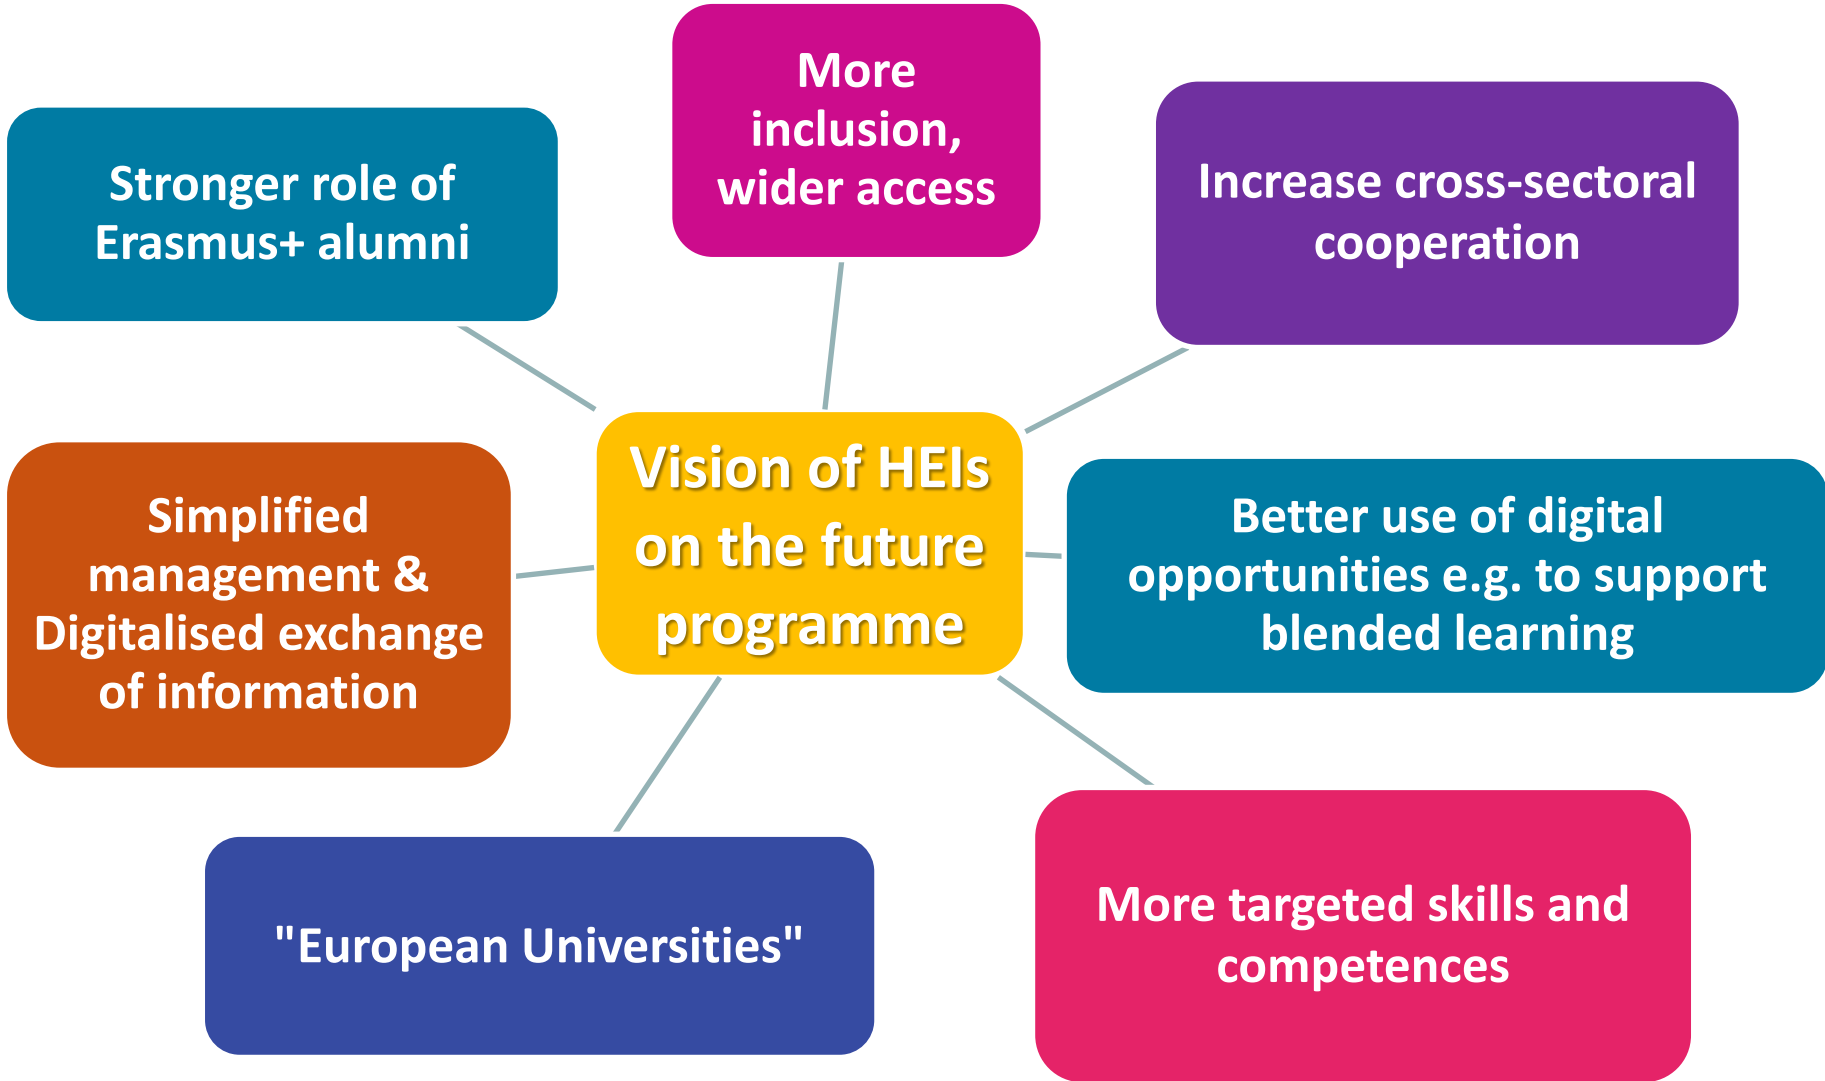 More
inclusion,
wider access
Stronger role of
Erasmus+ alumni
Increase cross-sectoral
cooperation
Vision of HEIs
on the future
programme
Simplified
management &
Digitalised exchange
of information
Better use of digital
opportunities e.g. to support
blended learning
"European Universities"
More targeted skills and
competences